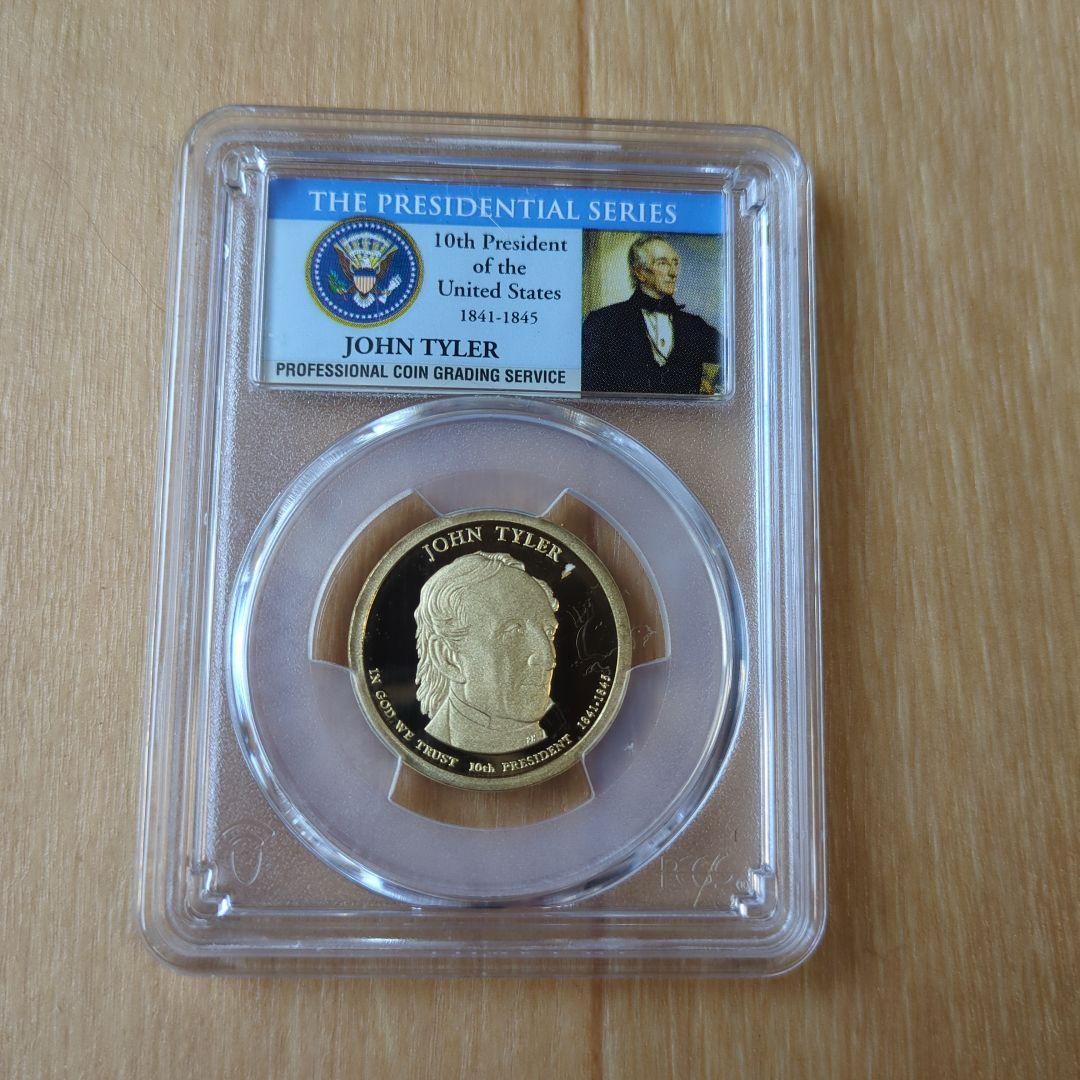 THE PRESIDENTIAL SERIES
10th President
of the
United States
1841-1845
JOHN TYLER
PROFESSIONAL COIN GRADING SERVICE
JOHN TYLER
IN GOD WE TRUST 10th PRESIDENT 1841-1845
PCGS